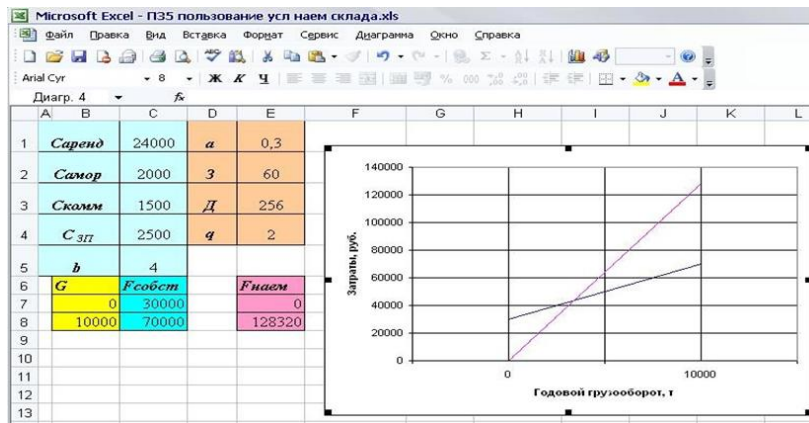 Microsoft Excel - П35 пользование усл наем склада.xls
Файл Правка Вид Вставка Формат Сервис Диаграмма Окно Справка
Arial Cyr 8 Ж К Ч % 000
Диагр. 4 fx
A B C D E F G H I J K L
1 Саренд 24000 а 0,3
2 Самор 2000 З 60
3 Скомм 1500 Д 256
4 С ЗП 2500 q 2
5 b 4
6 G Fсобст Fнаем
7 0 30000 0
8 10000 70000 128320
9
10
11
12
13
140000
120000
100000
80000
60000
40000
20000
0
Затраты, руб.
0 10000
Годовой грузооборот, т